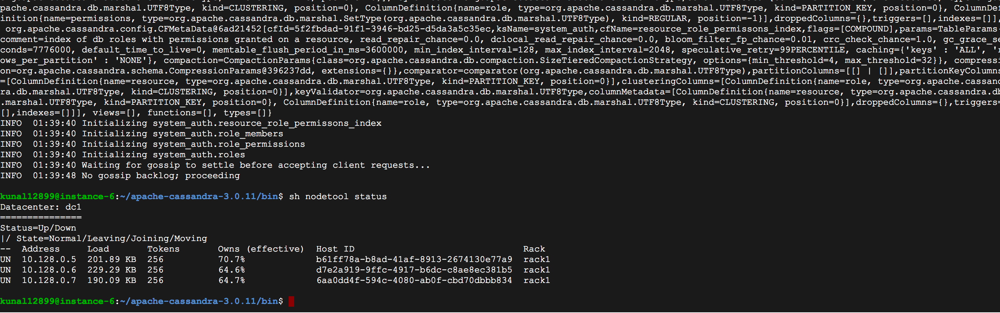 pache.cassandra.db.marshal.UTF8Type, kind=CLUSTERING, position=0}, ColumnDefinition{name=role, type=org.apache.cassandra.db.marshal.UTF8Type, kind=PARTITION_KEY, position=0}, ColumnDef
inition{name=permissions, type=org.apache.cassandra.db.marshal.SetType(org.apache.cassandra.db.marshal.UTF8Type), kind=REGULAR, position=-1}],droppedColumns={},triggers=[],indexes=[]],
org.apache.cassandra.config.CFMetaData@6ad21452[cfId=5f2fbdad-91f1-3946-bd25-d5da3a5c35ec,ksName=system_auth,cfName=resource_role_permissons_index,flags=[COMPOUND],params=TableParams
comment=index of db roles with permissions granted on a resource, read_repair_chance=0.0, dclocal_read_repair_chance=0.0, bloom_filter_fp_chance=0.01, crc_check_chance=1.0, gc_grace_se
conds=7776000, default_time_to_live=0, memtable_flush_period_in_ms=3600000, min_index_interval=128, max_index_interval=2048, speculative_retry=99PERCENTILE, caching={'keys' : 'ALL', 'r
ows_per_partition' : 'NONE'}, compaction=CompactionParams{class=org.apache.cassandra.db.compaction.SizeTieredCompactionStrategy, options={min_threshold=4, max_threshold=32}}, compressi
on=org.apache.cassandra.schema.CompressionParams@396237dd, extensions={}},comparator=comparator(org.apache.cassandra.db.marshal.UTF8Type),partitionColumns=[[] | []],partitionKeyColumns
=[ColumnDefinition{name=resource, type=org.apache.cassandra.db.marshal.UTF8Type, kind=PARTITION_KEY, position=0}],clusteringColumns=[ColumnDefinition{name=role, type=org.apache.cassand
ra.db.marshal.UTF8Type, kind=CLUSTERING, position=0}],keyValidator=org.apache.cassandra.db.marshal.UTF8Type,columnMetadata=[ColumnDefinition{name=resource, type=org.apache.cassandra.db
.marshal.UTF8Type, kind=PARTITION_KEY, position=0}, ColumnDefinition{name=role, type=org.apache.cassandra.db.marshal.UTF8Type, kind=CLUSTERING, position=0}],droppedColumns={},triggers=
[],indexes=[]]], views=[], functions=[], types=[]}
INFO  01:39:40 Initializing system_auth.resource_role_permissons_index
INFO  01:39:40 Initializing system_auth.role_members
INFO  01:39:40 Initializing system_auth.role_permissions
INFO  01:39:40 Initializing system_auth.roles
INFO  01:39:40 Waiting for gossip to settle before accepting client requests...
INFO  01:39:48 No gossip backlog; proceeding
kunal12899@instance-6:~/apache-cassandra-3.0.11/bin$ sh nodetool status
Datacenter: dc1
===============
Status=Up/Down
|/ State=Normal/Leaving/Joining/Moving
--  Address     Load       Tokens       Owns (effective)  Host ID                               Rack
UN  10.128.0.5  201.89 KB  256          70.7%             b61ff78a-b8ad-41af-8913-2674130e77a9  rack1
UN  10.128.0.6  229.29 KB  256          64.6%             d7e2a919-9ffc-4917-b6dc-c8ae8ec381b5  rack1
UN  10.128.0.7  190.09 KB  256          64.7%             6aa0dd4f-594c-4080-ab0f-cbd70dbbb834  rack1
kunal12899@instance-6:~/apache-cassandra-3.0.11/bin$